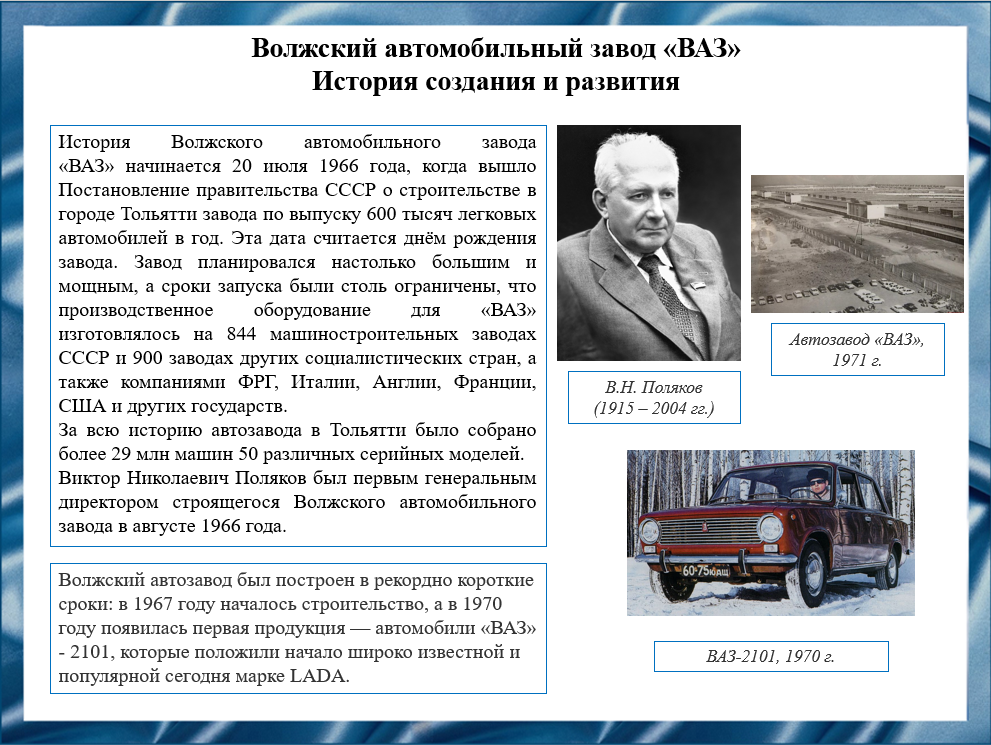 Волжский автомобильный завод «ВАЗ»
История создания и развития
История Волжского автомобильного завода
«ВАЗ» начинается 20 июля 1966 года, когда вышло
Постановление правительства СССР о строительстве в
городе Тольятти завода по выпуску 600 тысяч легковых
автомобилей в год. Эта дата считается днём рождения
завода. Завод планировался настолько большим и
мощным, а сроки запуска были столь ограничены, что
производственное оборудование для «ВАЗ»
изготовлялось на 844 машиностроительных заводах
СССР и 900 заводах других социалистических стран, а
также компаниями ФРГ, Италии, Англии, Франции,
США и других государств.
За всю историю автозавода в Тольятти было собрано
более 29 млн машин 50 различных серийных моделей.
Виктор Николаевич Поляков был первым генеральным
директором строящегося Волжского автомобильного
завода в августе 1966 года.
Волжский автозавод был построен в рекордно короткие
сроки: в 1967 году началось строительство, а в 1970
году появилась первая продукция — автомобили «ВАЗ»
- 2101, которые положили начало широко известной и
популярной сегодня марке LADA.
В.Н. Поляков
(1915 – 2004 гг.)
Автозавод «ВАЗ»,
1971 г.
60-75 ЮАЩ
ВАЗ-2101, 1970 г.